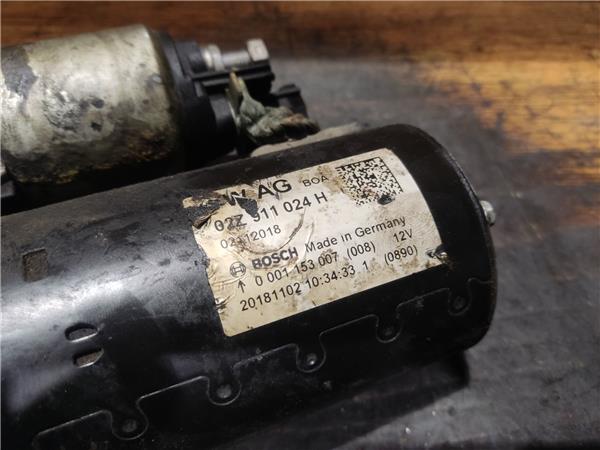 AG BOA
02Z 911 024 H
2018
BOSCH Made in Germany
0 001 153 007 (008) 12V
20181102 10:34:33 1 (0890)